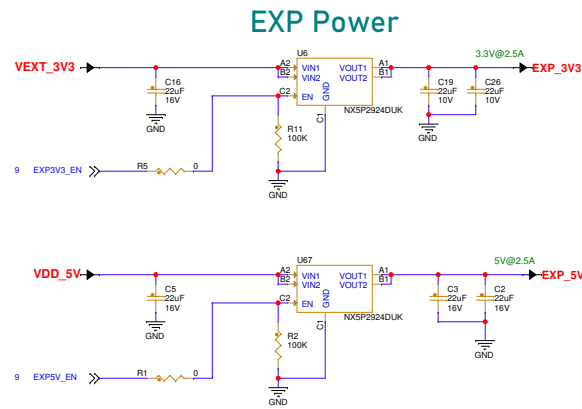 EXP Power
U6
VEXT_3V3
A2 VIN1 VOUT1 A1
B2 VIN2 VOUT2 B1
3.3V@2.5A
EXP_3V3
C16
22uF
16V
GND
C2 EN GND
C1
NX5P2924DUK
C19
22uF
10V
C26
22uF
10V
GND
R11
100K
GND
9 EXP3V3_EN
R5 0
U67
VDD_5V
A2 VIN1 VOUT1 A1
B2 VIN2 VOUT2 B1
5V@2.5A
EXP_5V
C5
22uF
16V
GND
C2 EN GND
C1
NX5P2924DUK
C3
22uF
16V
C2
22uF
16V
GND
R2
100K
GND
9 EXP5V_EN
R1 0